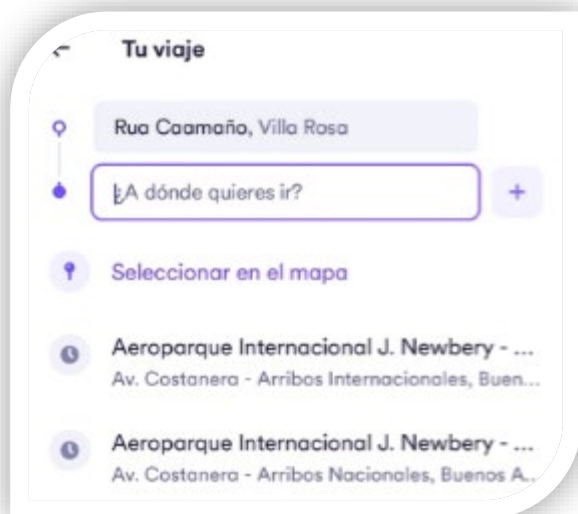 Tu viaje
Rua Caamaño, Villa Rosa
¿A dónde quieres ir?
+
Seleccionar en el mapa
Aeroparque Internacional J. Newbery - ...
Av. Costanera - Arribos Internacionales, Buen...
Aeroparque Internacional J. Newbery - ...
Av. Costanera - Arribos Nacionales, Buenos A...